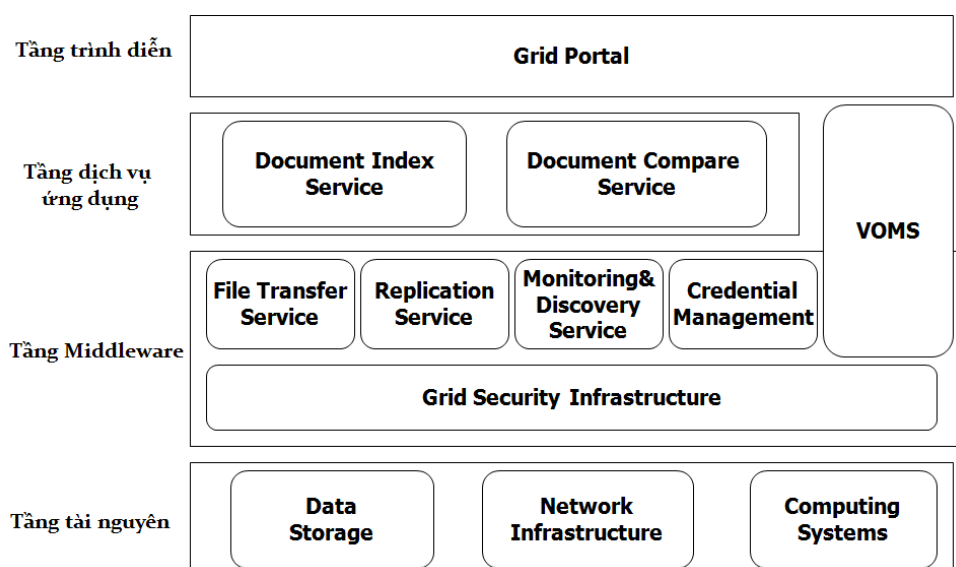 Tầng trình diễn
Grid Portal
Tầng dịch vụ
ứng dụng
Document Index
Service
Document Compare
Service
VOMS
Tầng Middleware
File Transfer
Service
Replication
Service
Monitoring&
Discovery
Service
Credential
Management
Grid Security Infrastructure
Tầng tài nguyên
Data
Storage
Network
Infrastructure
Computing
Systems